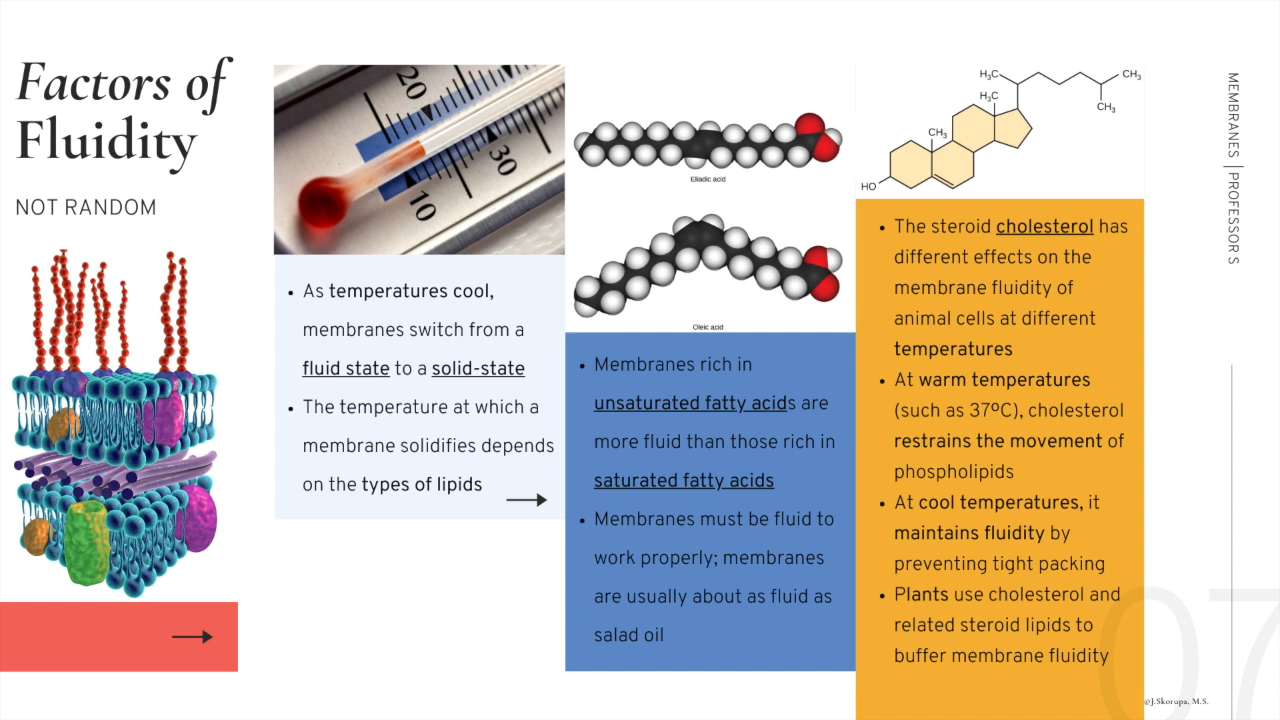 Factors of
Fluidity
NOT RANDOM
20
30
10
• As temperatures cool,
membranes switch from a
fluid state to a solid-state
• The temperature at which a
membrane solidifies depends
on the types of lipids
Eliadic acid
Oleic acid
• Membranes rich in
unsaturated fatty acids are
more fluid than those rich in
saturated fatty acids
• Membranes must be fluid to
work properly; membranes
are usually about as fluid as
salad oil
H₃C
CH₃
H₃C
CH₃
CH₃
HO
• The steroid cholesterol has
different effects on the
membrane fluidity of
animal cells at different
temperatures
• At warm temperatures
(such as 37ºC), cholesterol
restrains the movement of
phospholipids
• At cool temperatures, it
maintains fluidity by
preventing tight packing
• Plants use cholesterol and
related steroid lipids to
buffer membrane fluidity
MEMBRANES | PROFESSORS
07
@J.Skorupa, M.S.